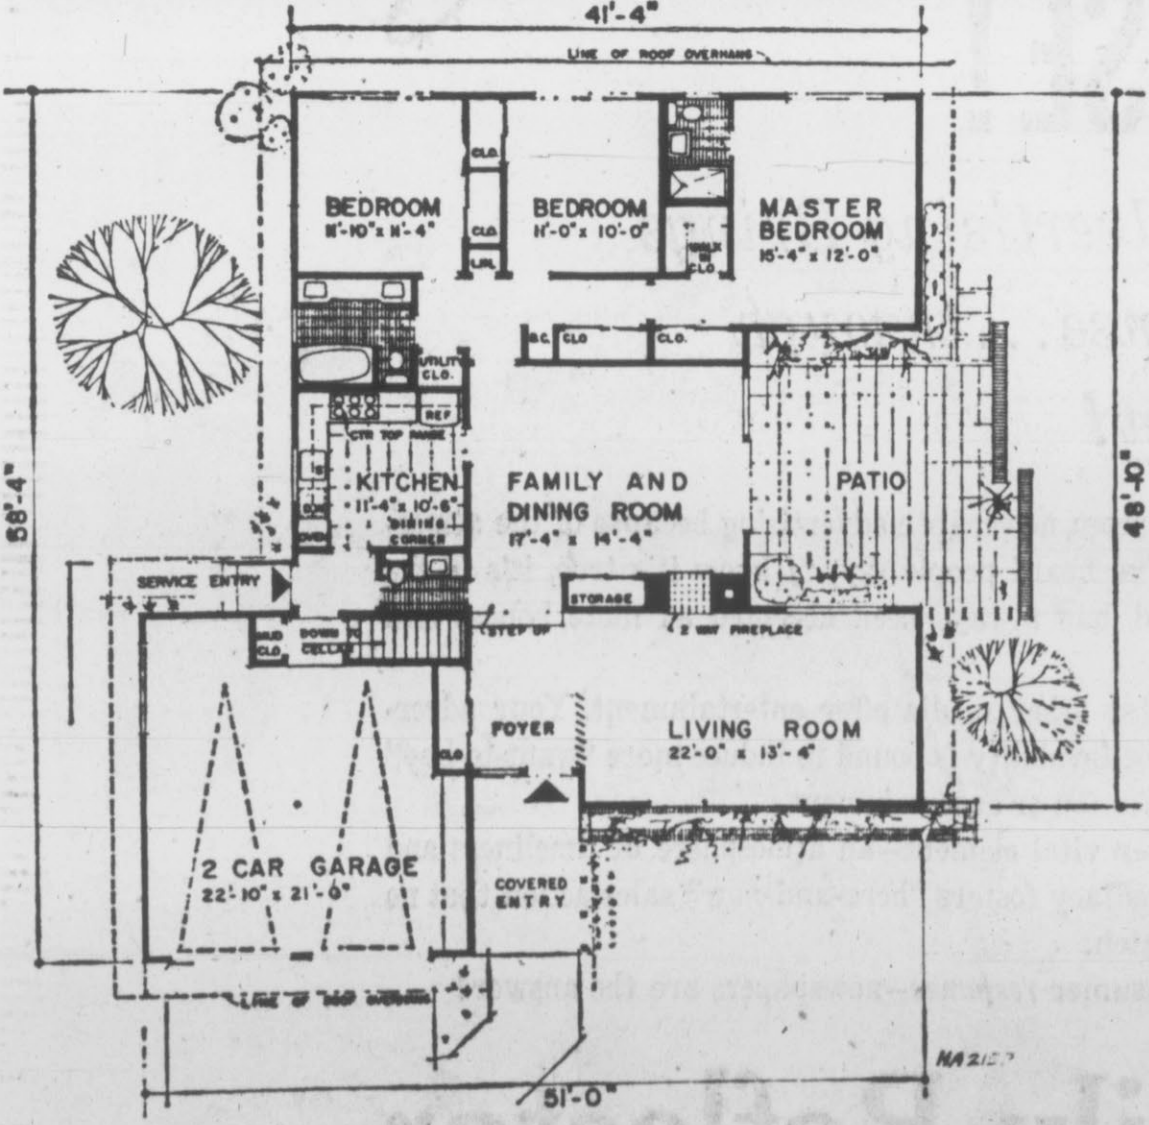 41'-4"
LINE OF ROOF OVERHANG
CLO.
BEDROOM
11'-10" x 11'-4"
CLO.
LIN.
BEDROOM
11'-0" x 10'-0"
WALK
IN
CLO.
MASTER
BEDROOM
15'-4" x 12'-0"
B.C.
CLO
CLO.
UTILITY
CLO.
REF
CTR TOP RANGE
KITCHEN
11'-4" x 10'-6"
DINING
CORNER
OVEN
FAMILY AND
DINING ROOM
17'-4" x 14'-4"
PATIO
58'-4"
48'-10"
SERVICE ENTRY
STORAGE
MUD
CLO.
DOWN TO
CELLAR
STEP UP
2 WAY FIREPLACE
FOYER
CLO
LIVING ROOM
22'-0" x 13'-4"
2 CAR GARAGE
22'-10" x 21'-6"
COVERED
ENTRY
LINE OF ROOF OVERHANG
51'-0"